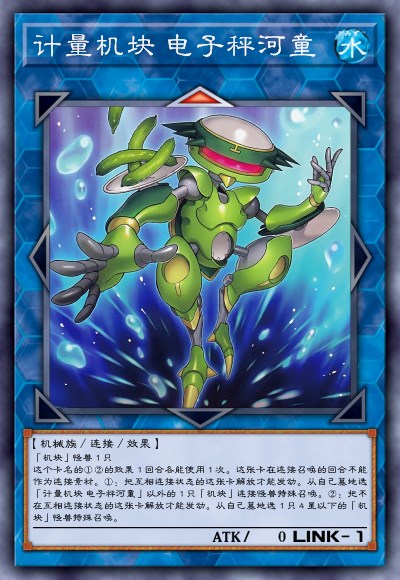 计量机块 电子秤河童
水
【机械族/连接/效果】
「机块」怪兽1只
这个卡名的①②的效果1回合各能使用1次。这张卡在连接召唤的回合不能
作为连接素材。①：把互相连接状态的这张卡解放才能发动。从自己墓地选
「计量机块 电子秤河童」以外的1只「机块」连接怪兽特殊召唤。②：把不
在互相连接状态的这张卡解放才能发动。从自己墓地选1只4星以下的「机
块」怪兽特殊召唤。
ATK/ 0 LINK-1